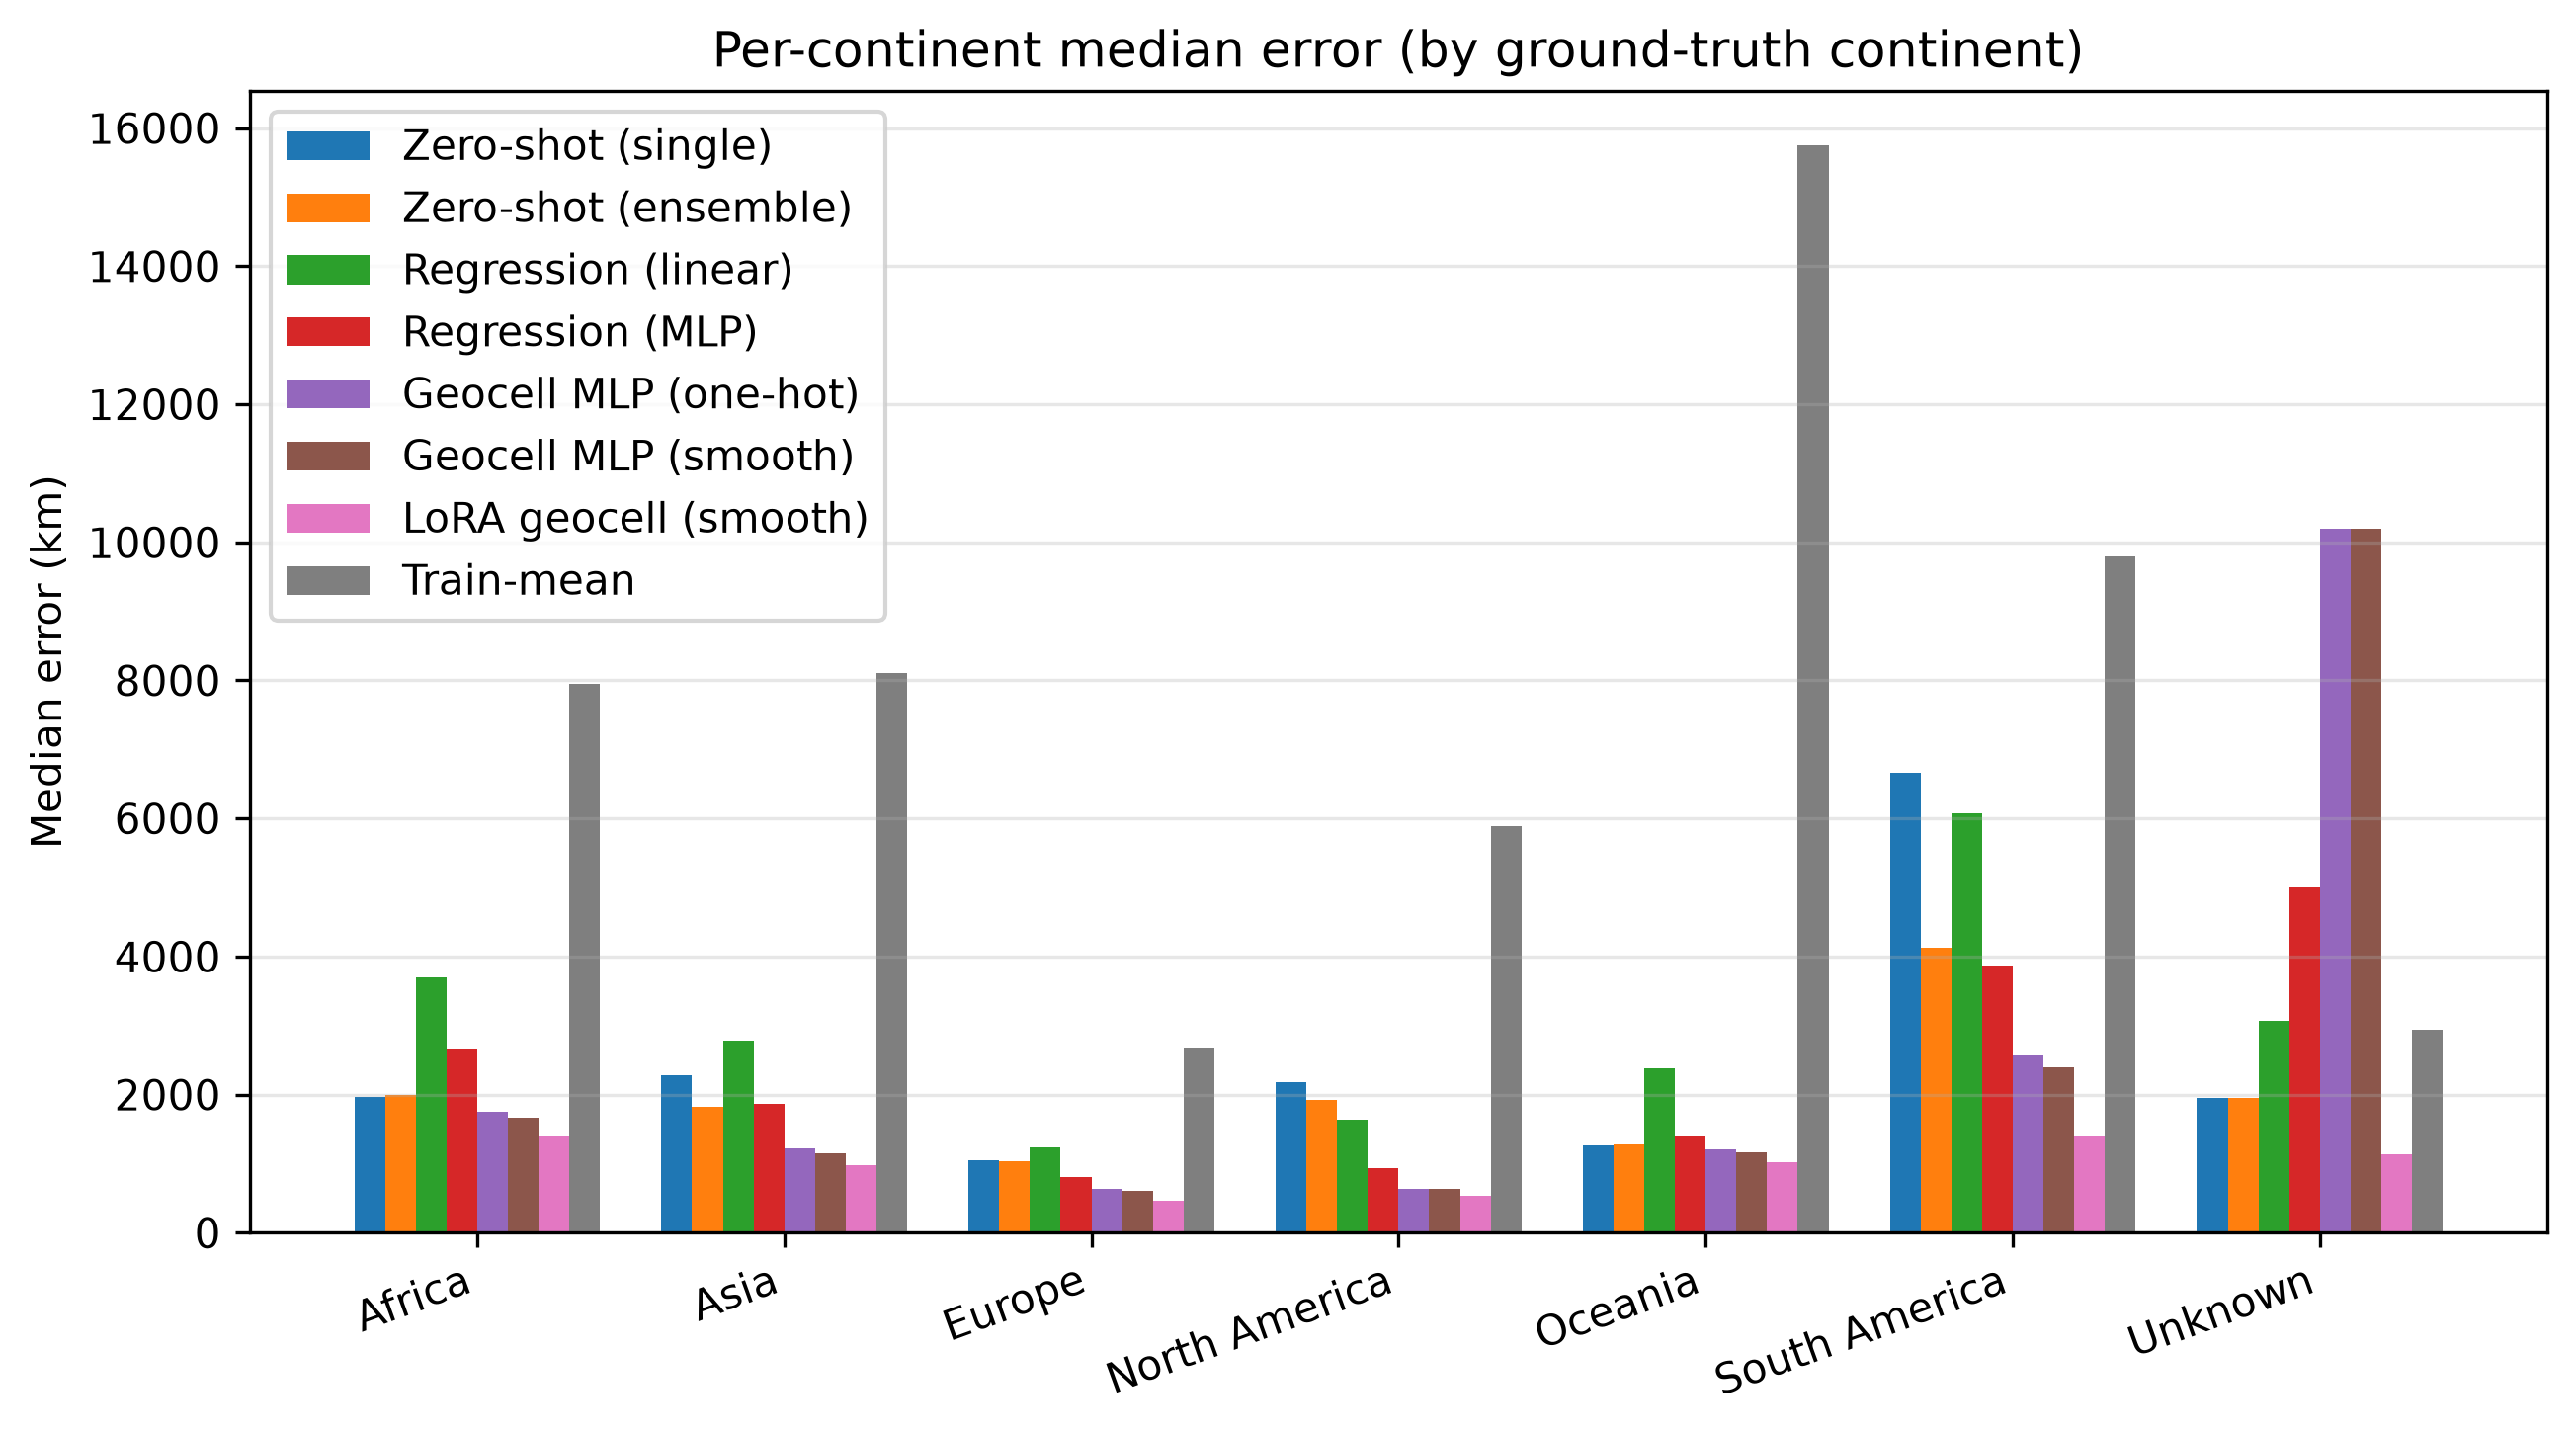 Per-continent median error (by ground-truth continent)
Median error (km)
16000
14000
12000
10000
8000
6000
4000
2000
0
Zero-shot (single)
Zero-shot (ensemble)
Regression (linear)
Regression (MLP)
Geocell MLP (one-hot)
Geocell MLP (smooth)
LoRA geocell (smooth)
Train-mean
Africa
Asia
Europe
North America
Oceania
South America
Unknown